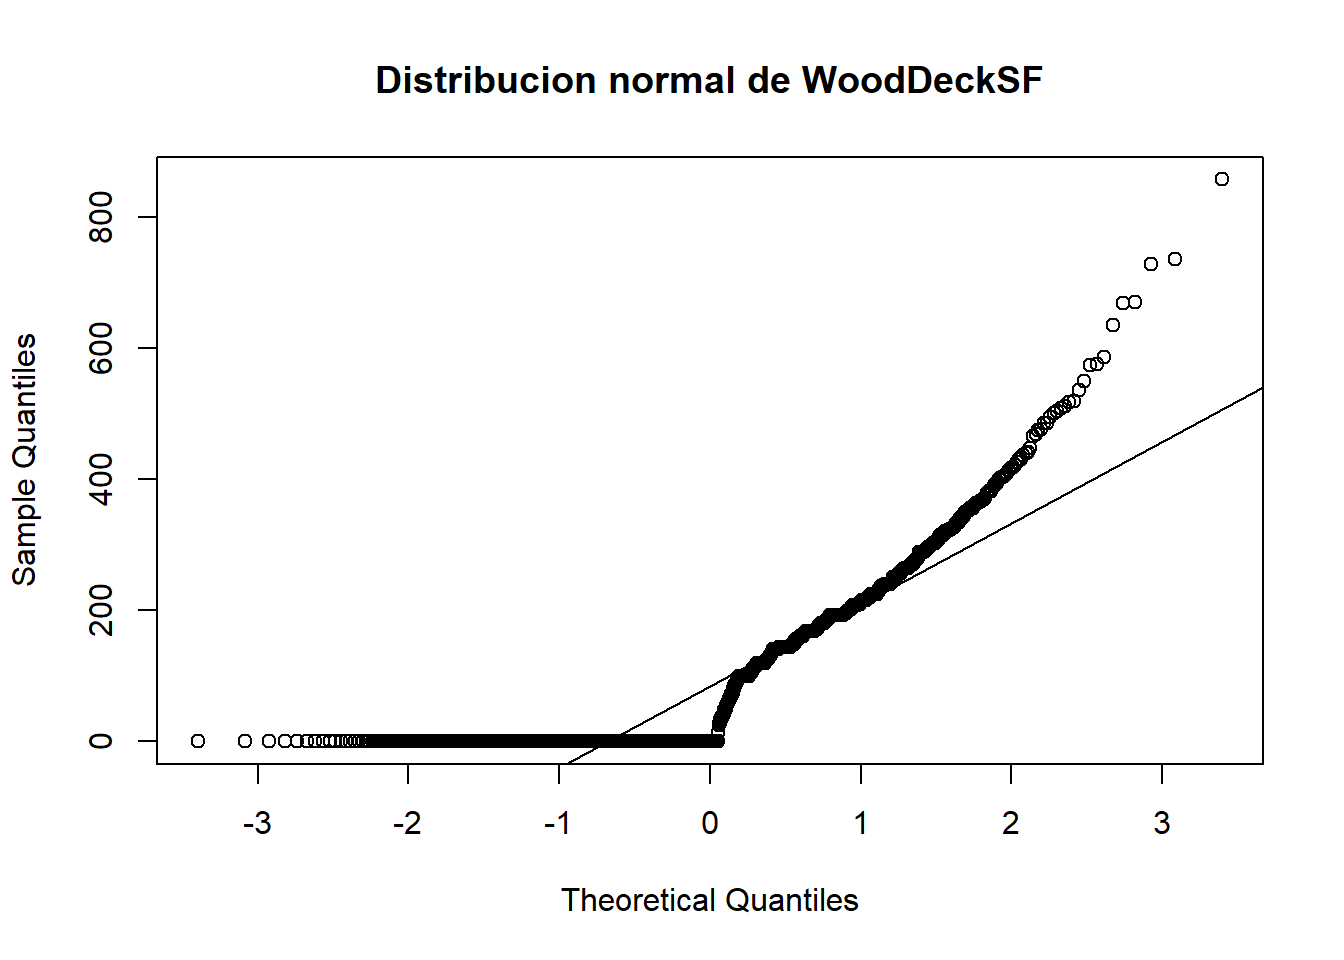 Distribucion normal de WoodDeckSF
800
600
400
200
0
Sample Quantiles
-3 -2 -1 0 1 2 3
Theoretical Quantiles